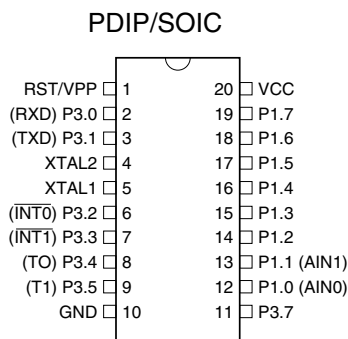 PDIP/SOIC
RST/VPP 1 20 VCC
(RXD) P3.0 2 19 P1.7
(TXD) P3.1 3 18 P1.6
XTAL2 4 17 P1.5
XTAL1 5 16 P1.4
(INT0) P3.2 6 15 P1.3
(INT1) P3.3 7 14 P1.2
(TO) P3.4 8 13 P1.1 (AIN1)
(T1) P3.5 9 12 P1.0 (AIN0)
GND 10 11 P3.7